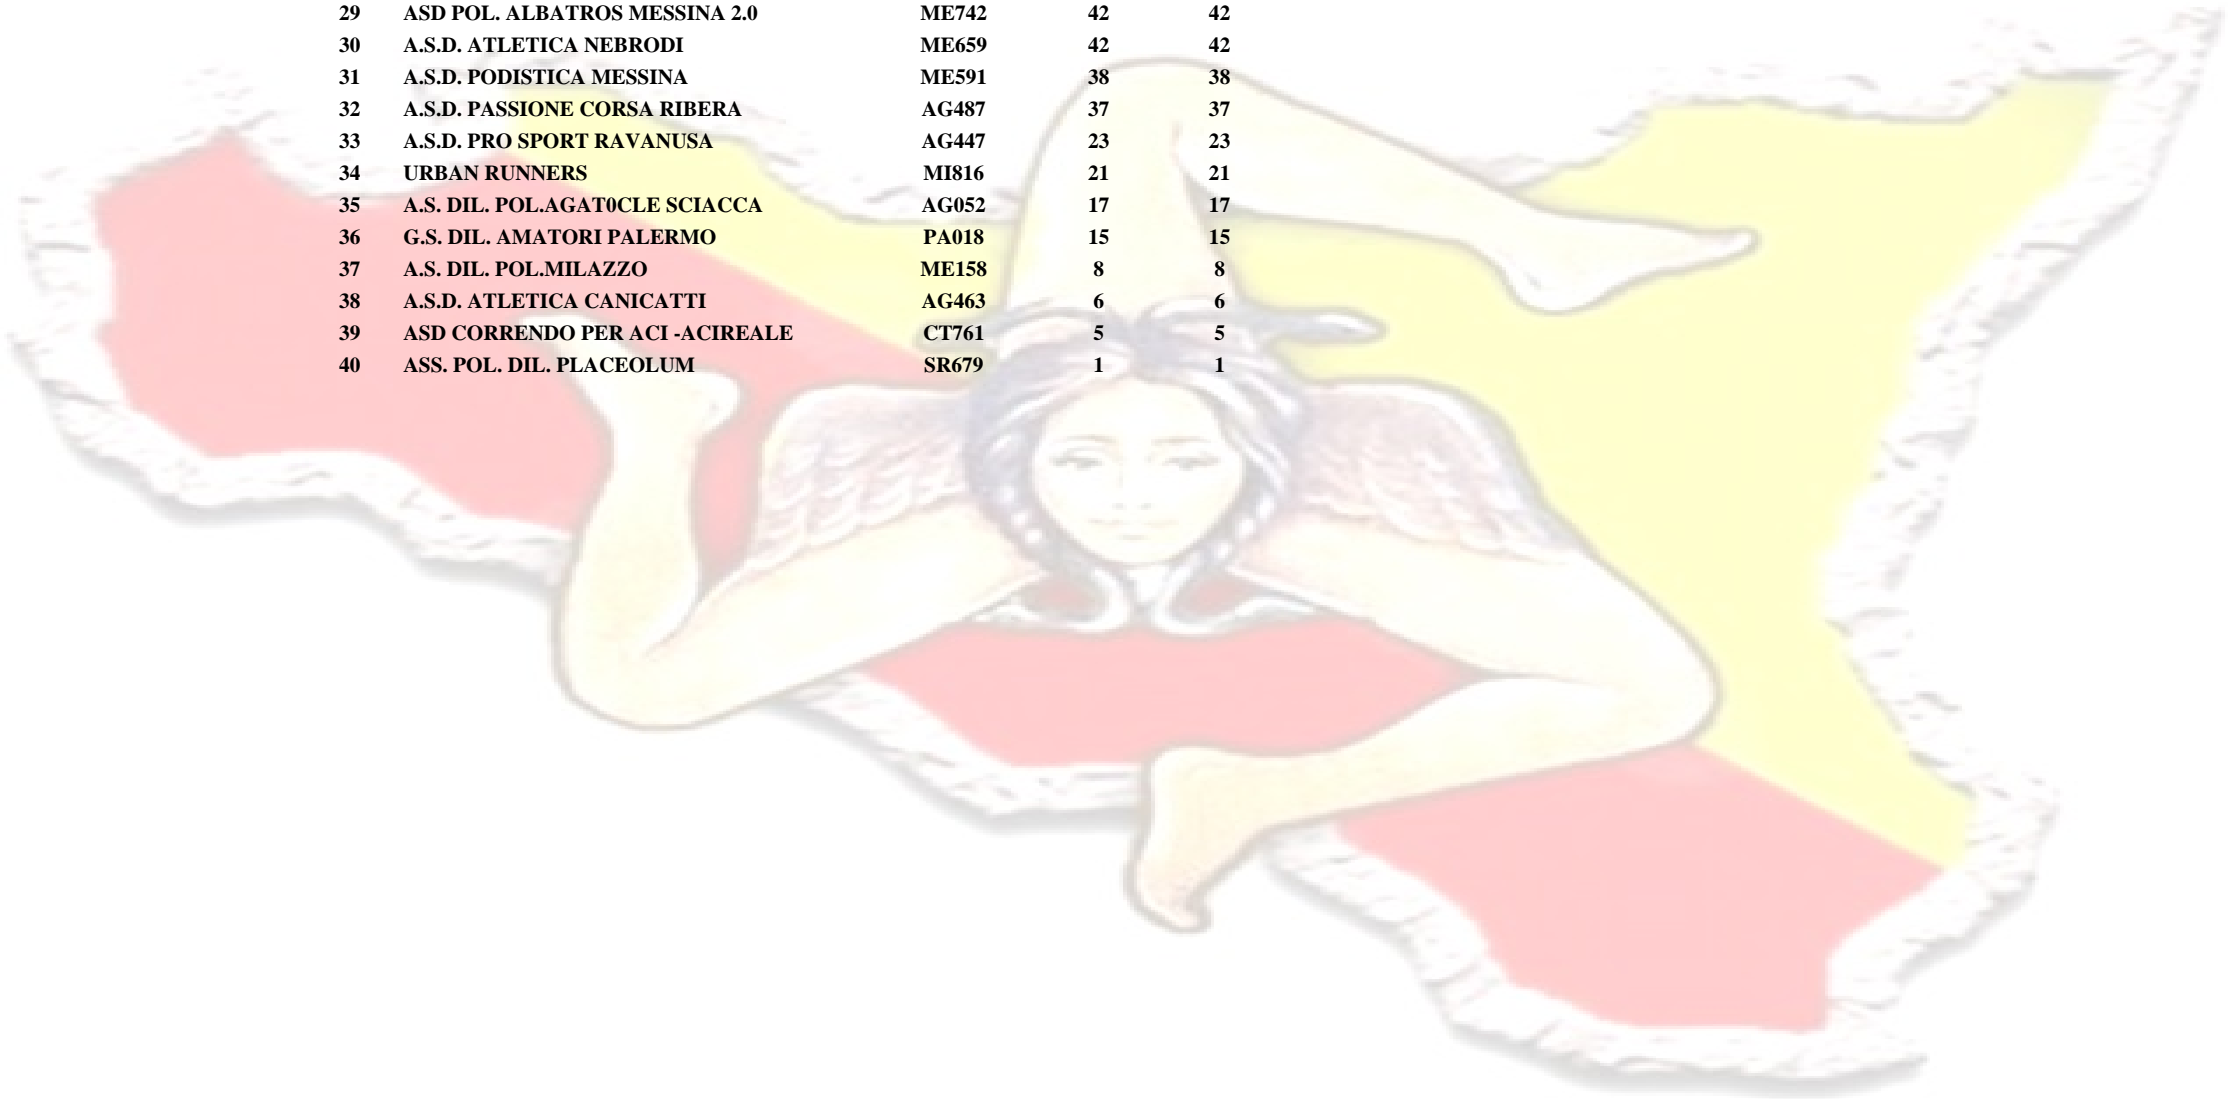 29 ASD POL. ALBATROS MESSINA 2.0 ME742 42 42
30 A.S.D. ATLETICA NEBRODI ME659 42 42
31 A.S.D. PODISTICA MESSINA ME591 38 38
32 A.S.D. PASSIONE CORSA RIBERA AG487 37 37
33 A.S.D. PRO SPORT RAVANUSA AG447 23 23
34 URBAN RUNNERS MI816 21 21
35 A.S. DIL. POL.AGAT0CLE SCIACCA AG052 17 17
36 G.S. DIL. AMATORI PALERMO PA018 15 15
37 A.S. DIL. POL.MILAZZO ME158 8 8
38 A.S.D. ATLETICA CANICATTI AG463 6 6
39 ASD CORRENDO PER ACI -ACIREALE CT761 5 5
40 ASS. POL. DIL. PLACEOLUM SR679 1 1